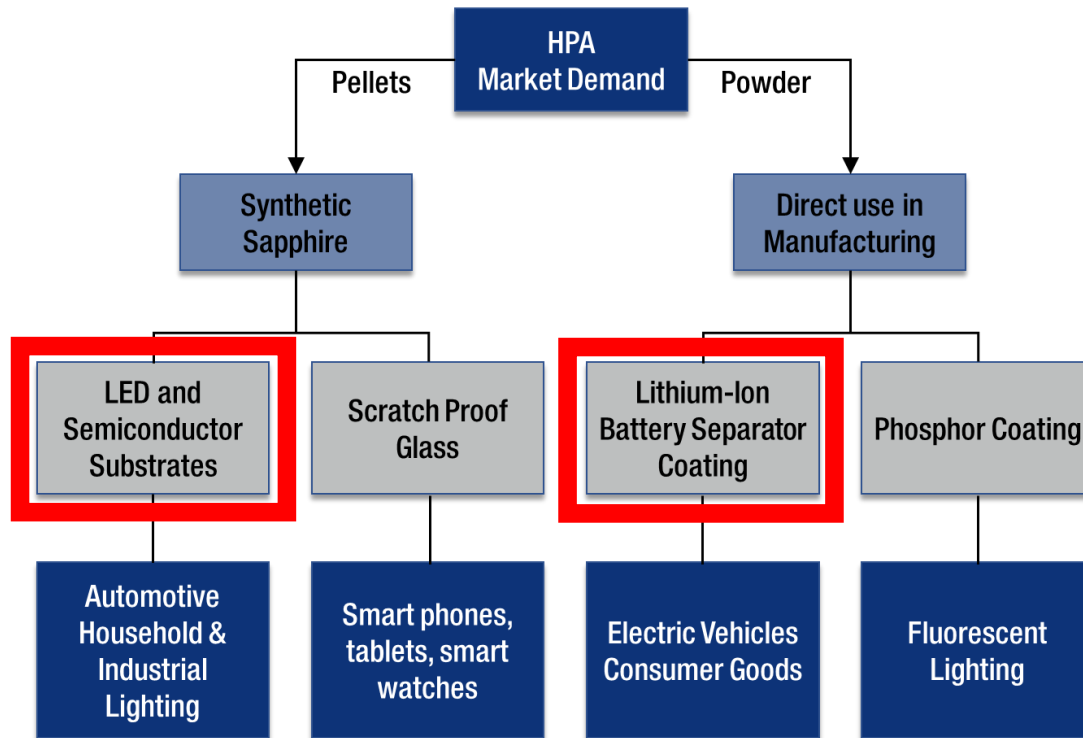 HPA
Market Demand
Pellets
Powder
Synthetic
Sapphire
Direct use in
Manufacturing
LED and
Semiconductor
Substrates
Scratch Proof
Glass
Lithium-Ion
Battery Separator
Coating
Phosphor Coating
Automotive
Household &
Industrial
Lighting
Smart phones,
tablets, smart
watches
Electric Vehicles
Consumer Goods
Fluorescent
Lighting